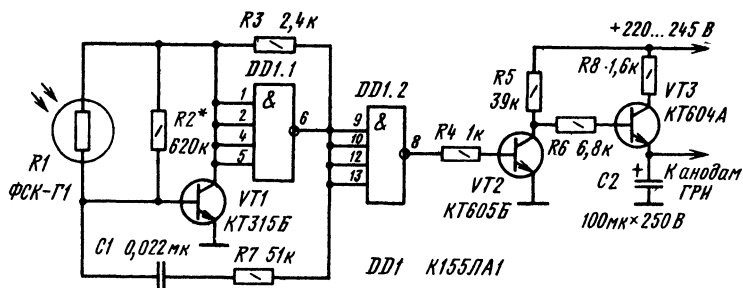 R3 2,4к
+220...245 В
DD1.1
DD1.2
R8 1,6к
R5
39к
VT3
КТ604А
1
2
4
5
&
6
9
10
12
13
&
8
R4 1к
R2*
620к
R1
ФСК-Г1
VT1
КТ315Б
VT2
КТ605Б
R6 6,8к
C2
+
К анодам
ГРИ
100мк×250 В
C1 0,022 мк
R7 51к
DD1 К155ЛА1